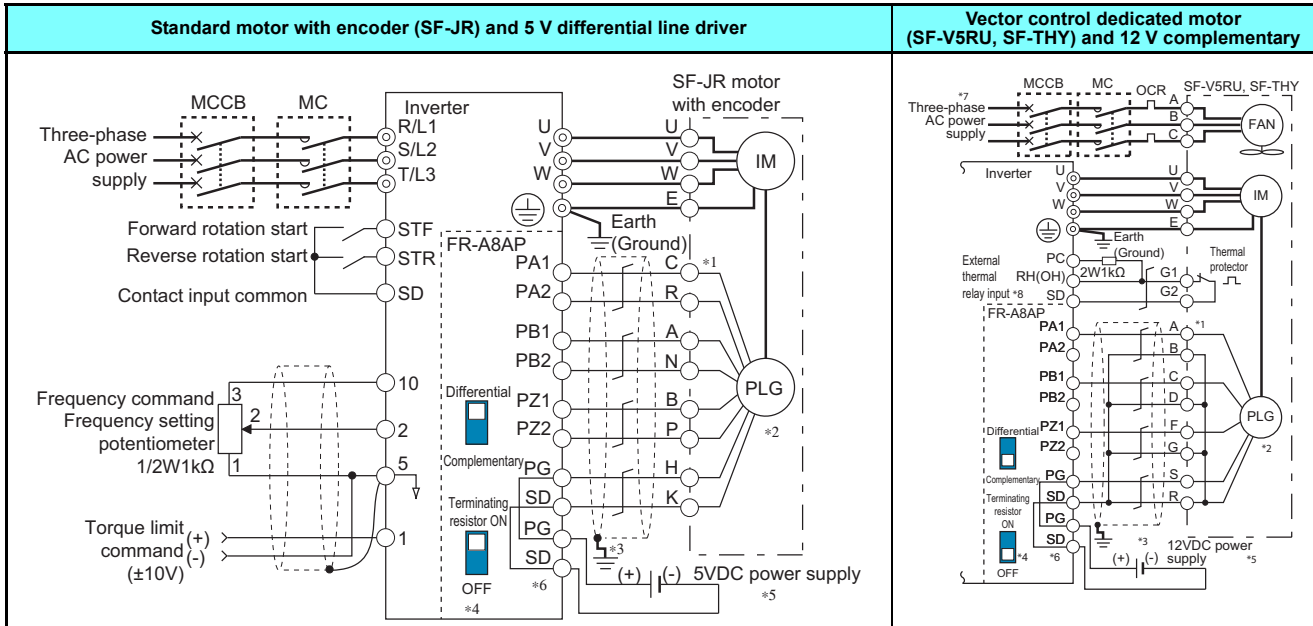 Standard motor with encoder (SF-JR) and 5 V differential line driver
MCCB
MC
Three-phase
AC power
supply
Inverter
R/L1
S/L2
T/L3
U
V
W
SF-JR motor
with encoder
U
V
W
E
IM
Earth
(Ground)
Forward rotation start
Reverse rotation start
Contact input common
STF
STR
SD
FR-A8AP
PA1
PA2
PB1
PB2
PZ1
PZ2
PG
SD
PG
SD
C
*1
R
A
N
B
P
H
K
PLG
*2
Differential
Complementary
Terminating
resistor ON
OFF
*4
*6
*3
(+)
(-)
5VDC power supply
*5
Frequency command
Frequency setting
potentiometer
1/2W1kΩ
3
2
1
10
2
5
1
Torque limit
command
(±10V)
(+)
(-)
Vector control dedicated motor
(SF-V5RU, SF-THY) and 12 V complementary
*7
Three-phase
AC power
supply
MCCB
MC
OCR
SF-V5RU, SF-THY
A
B
C
FAN
Inverter
U
V
W
U
V
W
E
IM
Earth
(Ground)
External
thermal
relay input *8
PC
RH(OH)
SD
2W1kΩ
G1
G2
Thermal
protector
FR-A8AP
PA1
PA2
PB1
PB2
PZ1
PZ2
PG
SD
PG
SD
A
*1
B
C
D
F
G
S
R
PLG
*2
Differential
Complementary
Terminating
resistor
ON
OFF
*4
*6
*3
(+)
(-)
12VDC power
supply
*5